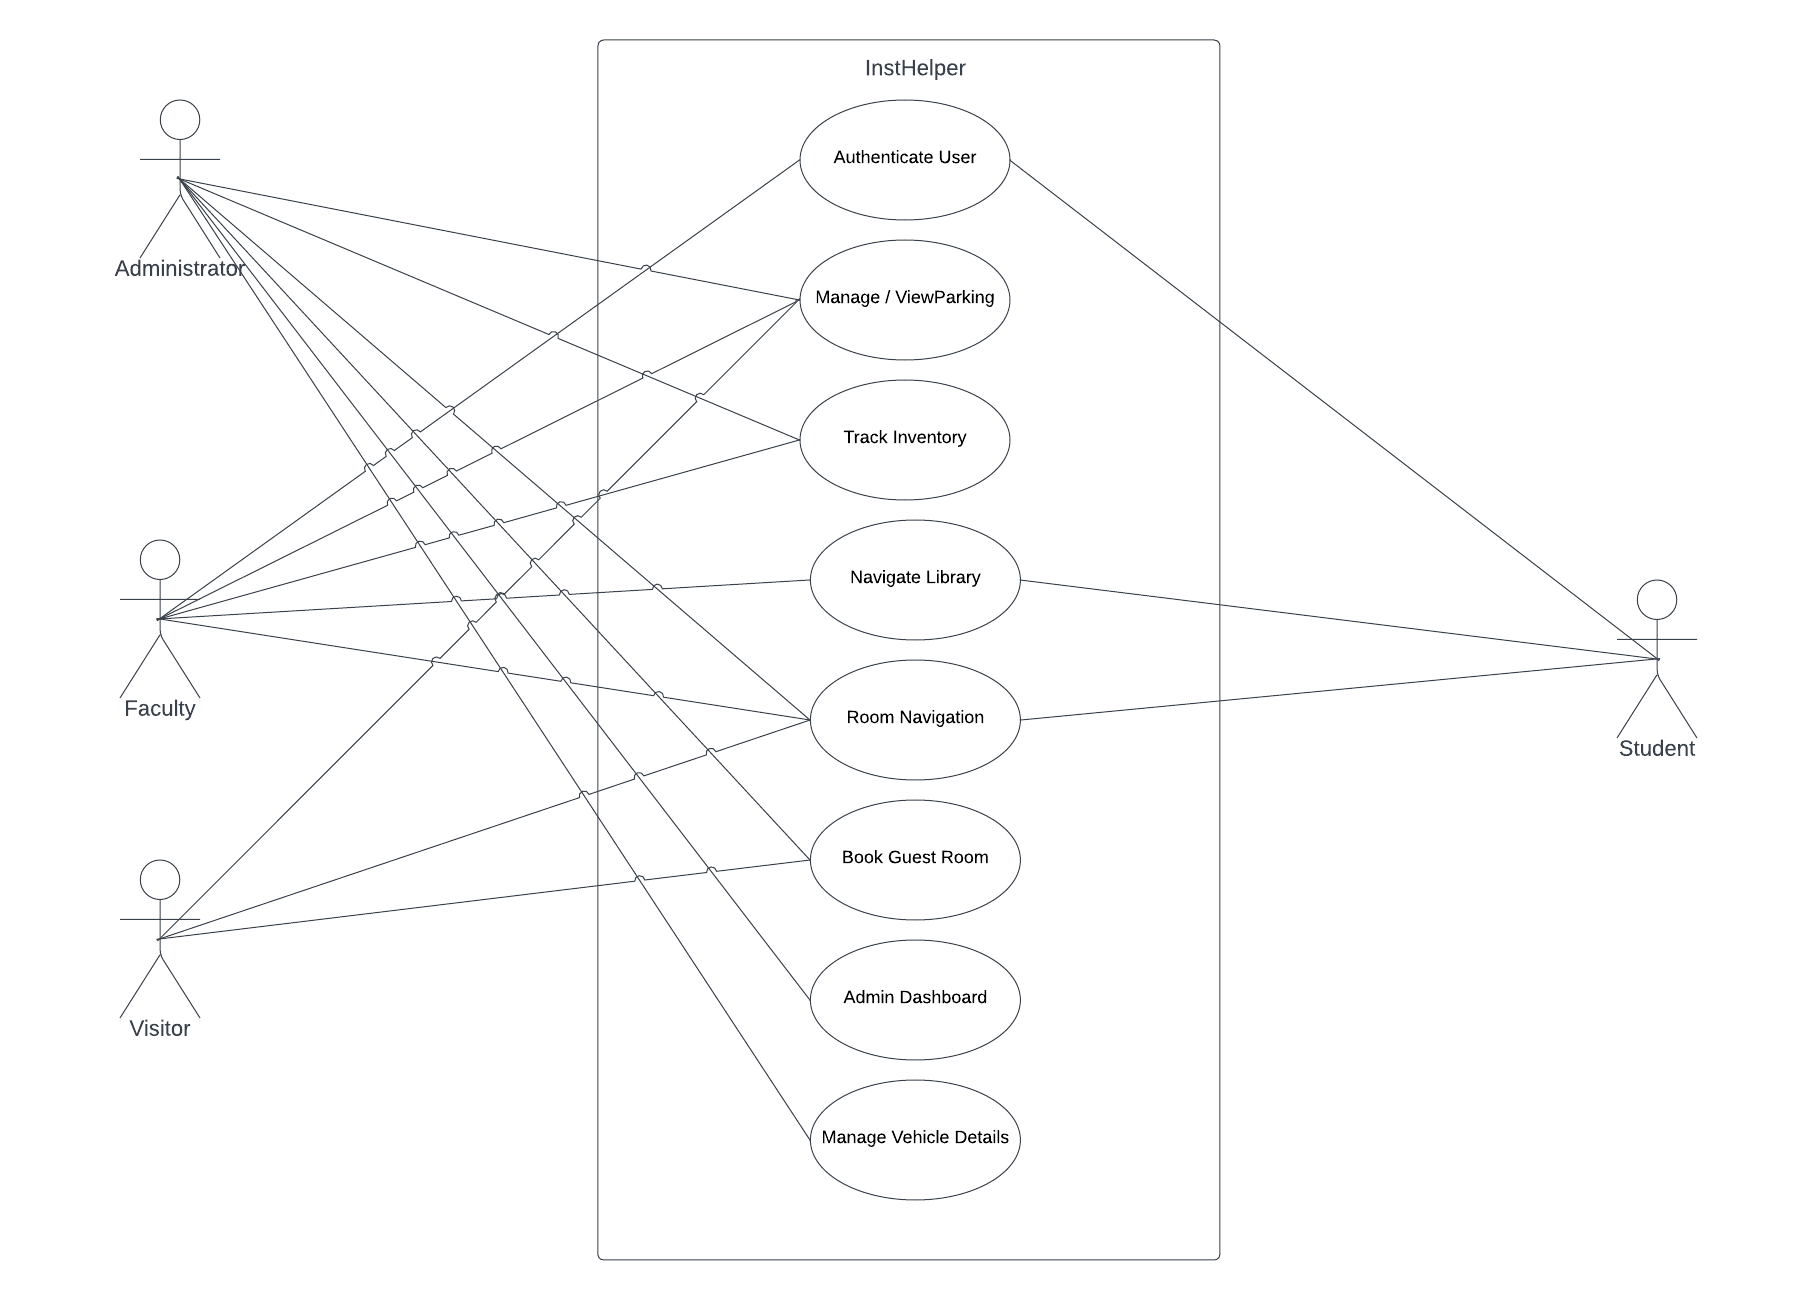 InstHelper
Authenticate User
Administrator
Manage / ViewParking
Track Inventory
Navigate Library
Faculty
Room Navigation
Student
Book Guest Room
Admin Dashboard
Visitor
Manage Vehicle Details